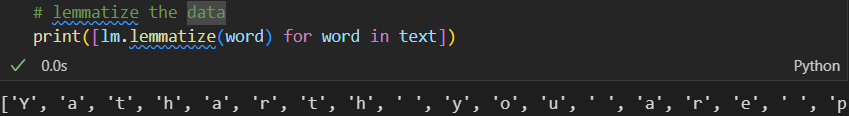 # lemmatize the data
print([lm.lemmatize(word) for word in text])
✓ 0.0s Python
['Y', 'a', 't', 'h', 'a', 'r', 't', 'h', ' ', 'y', 'o', 'u', ' ', 'a', 'r', 'e', ' ', 'p